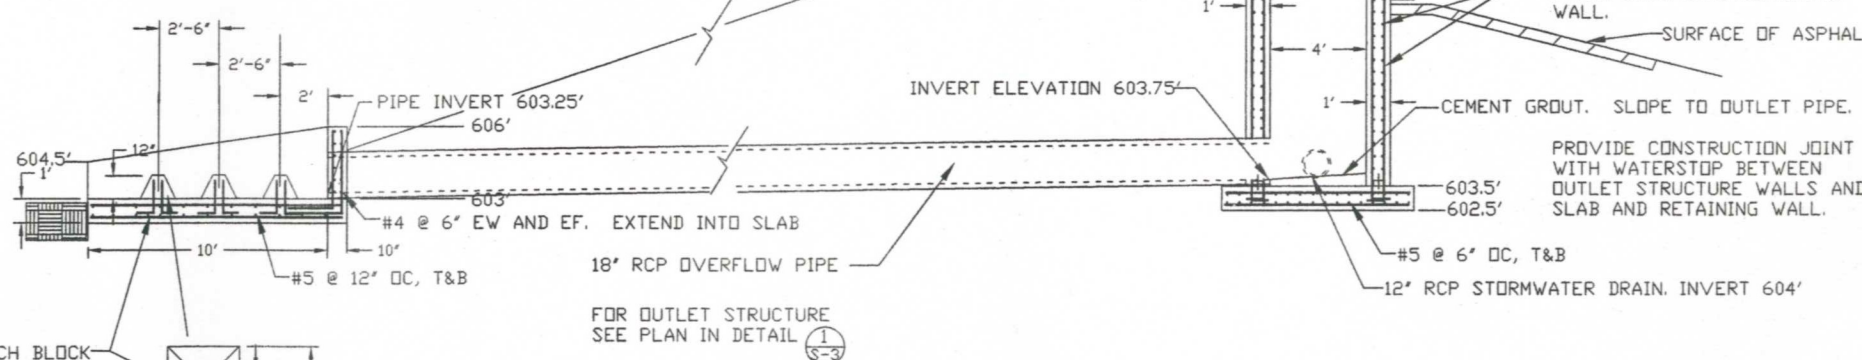 2'-6"
2'-6"
2'
PIPE INVERT 603.25'
606'
604.5'
1'
12"
603'
#4 @ 6" EW AND EF. EXTEND INTO SLAB
10'
10"
#5 @ 12" OC, T&B
18" RCP OVERFLOW PIPE
FOR OUTLET STRUCTURE
SEE PLAN IN DETAIL 1
S-3
CH BLOCK
1'
4'
1'
INVERT ELEVATION 603.75'
WALL.
SURFACE OF ASPHAL
CEMENT GROUT. SLOPE TO OUTLET PIPE.
PROVIDE CONSTRUCTION JOINT
WITH WATERSTOP BETWEEN
OUTLET STRUCTURE WALLS AND
SLAB AND RETAINING WALL.
603.5'
602.5'
#5 @ 6" OC, T&B
12" RCP STORMWATER DRAIN. INVERT 604'